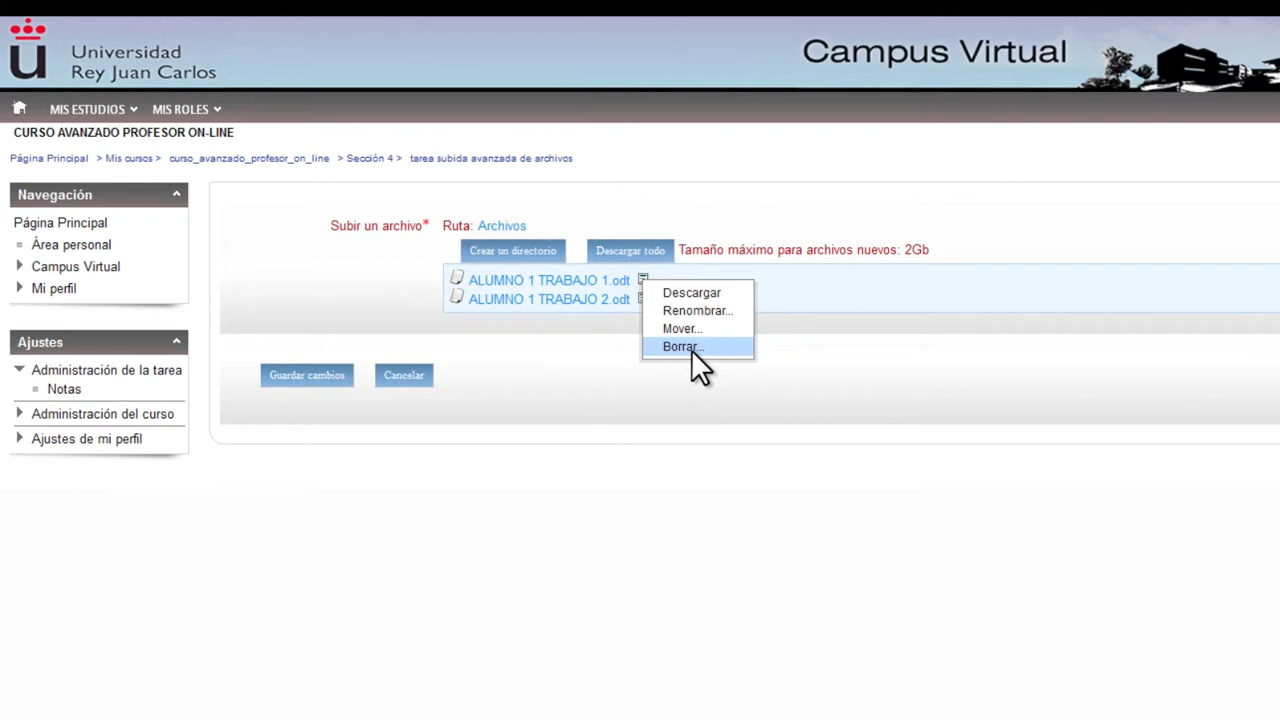 Universidad
Rey Juan Carlos
Campus Virtual
MIS ESTUDIOS MIS ROLES
CURSO AVANZADO PROFESOR ON-LINE
Página Principal > Mis cursos > curso_avanzado_profesor_on_line > Sección 4 > tarea subida avanzada de archivos
Navegación
Página Principal
Área personal
Campus Virtual
Mi perfil
Ajustes
Administración de la tarea
Notas
Administración del curso
Ajustes de mi perfil
Subir un archivo* Ruta: Archivos
Crear un directorio Descargar todo Tamaño máximo para archivos nuevos: 2Gb
ALUMNO 1 TRABAJO 1.odt
ALUMNO 1 TRABAJO 2.odt
Descargar
Renombrar...
Mover...
Borrar...
Guardar cambios Cancelar